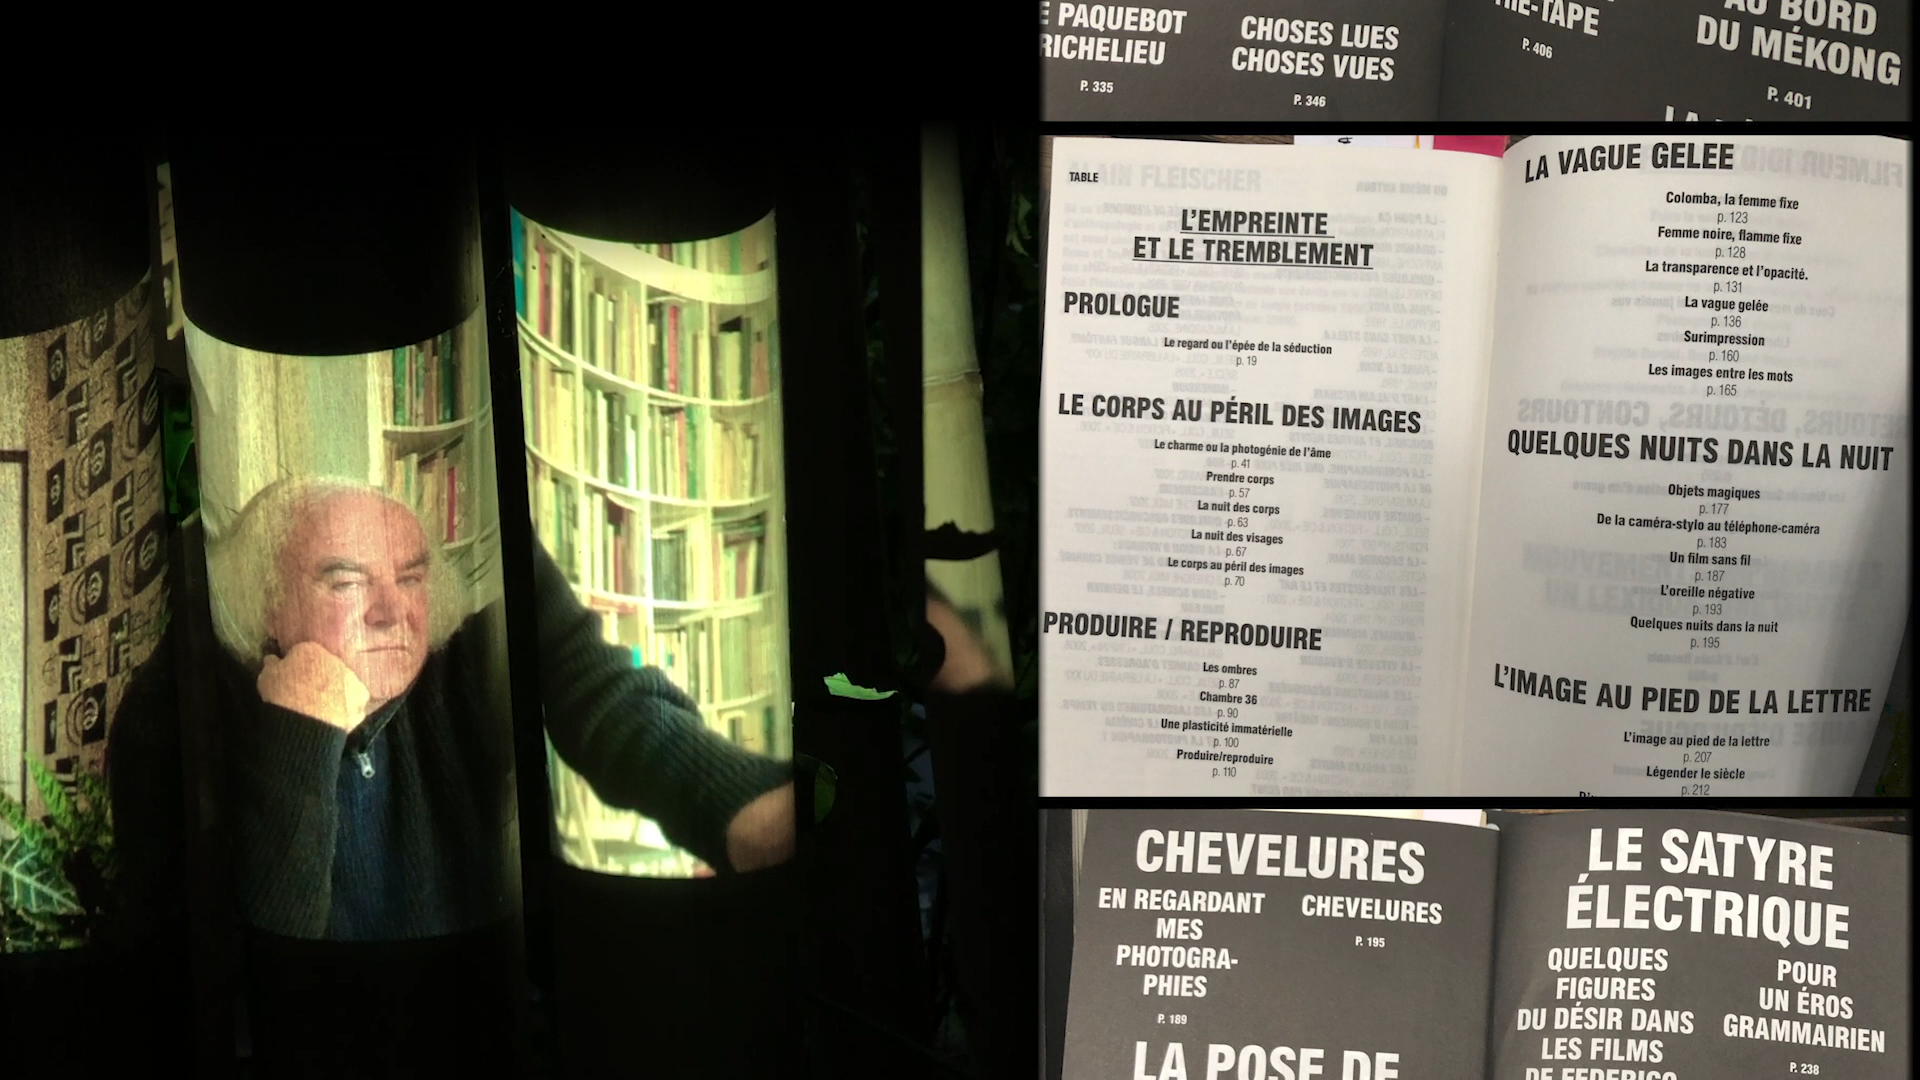 PAQUEBOT
RICHELIEU
P. 335
CHOSES LUES
CHOSES VUES
P. 346
P. 406
AU BORD
DU MÉKONG
P. 401
TABLE
L'EMPREINTE
ET LE TREMBLEMENT
PROLOGUE
Le regard ou l'épée de la séduction
p. 19
LE CORPS AU PÉRIL DES IMAGES
Le charme ou la photogénie de l'âme
p. 41
Prendre corps
p. 57
La nuit des corps
p. 63
La nuit des visages
p. 67
Le corps au péril des images
p. 70
PRODUIRE / REPRODUIRE
Les ombres
p. 87
Chambre 36
p. 90
Une plasticité immatérielle
p. 100
Produire/reproduire
p. 110
LA VAGUE GELEE
Colomba, la femme fixe
p. 123
Femme noire, flamme fixe
p. 128
La transparence et l'opacité.
p. 131
La vague gelée
p. 136
Surimpression
p. 160
Les images entre les mots
p. 165
QUELQUES NUITS DANS LA NUIT
Objets magiques
p. 177
De la caméra-stylo au téléphone-caméra
p. 183
Un film sans fil
p. 187
L'oreille négative
p. 193
Quelques nuits dans la nuit
p. 195
L'IMAGE AU PIED DE LA LETTRE
L'image au pied de la lettre
p. 207
Légender le siècle
p. 212
CHEVELURES
EN REGARDANT
MES
PHOTOGRA-
PHIES
P. 189
CHEVELURES
P. 195
LA POSE DE
LE SATYRE
ÉLECTRIQUE
QUELQUES
FIGURES
DU DÉSIR DANS
LES FILMS
DE FEDERICO
POUR
UN ÉROS
GRAMMAIRIEN
P. 238